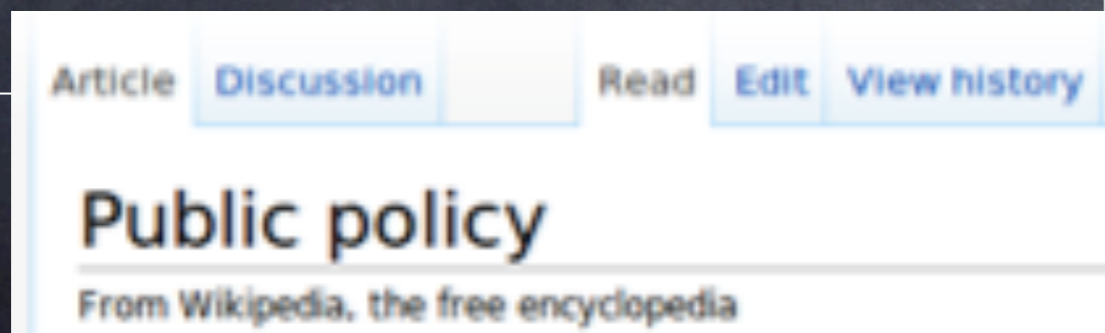 Article Discussion Read Edit View history
Public policy
From Wikipedia, the free encyclopedia